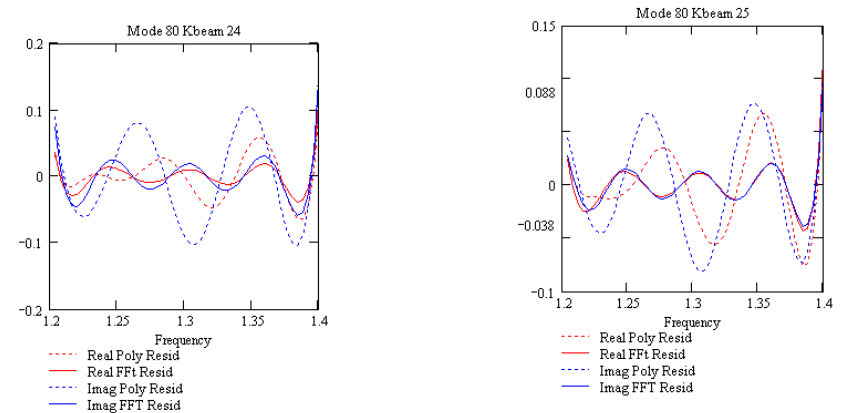 Mode 80 Kbeam 24
0.2
0.1
0
−0.1
−0.2
1.2 1.25 1.3 1.35 1.4
Frequency
Real Poly Resid
Real FFt Resid
Imag Poly Resid
Imag FFT Resid
Mode 80 Kbeam 25
0.15
0.088
0
−0.038
−0.1
1.2 1.25 1.3 1.35 1.4
Frequency
Real Poly Resid
Real FFt Resid
Imag Poly Resid
Imag FFT Resid